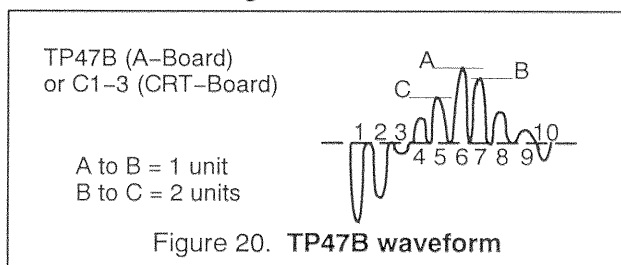 TP47B (A-Board)
or C1-3 (CRT-Board)
A
B
C
1 2 3
4 5 6 7 8 9
10
A to B = 1 unit
B to C = 2 units
Figure 20. TP47B waveform